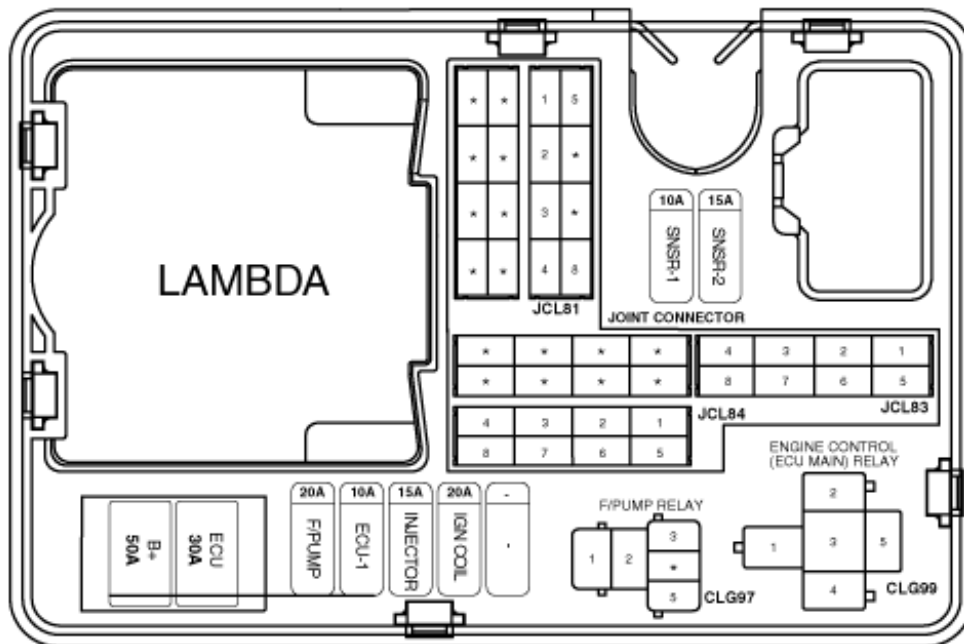 * * 1 5
* * 2 *
* * 3 *
* * 4 8
JCL81
10A 15A
SNSR-1 SNSR-2
LAMBDA
JOINT CONNECTOR
* * * * 4 3 2 1
* * * * 8 7 6 5
JCL84 JCL83
4 3 2 1
8 7 6 5
ENGINE CONTROL
(ECU MAIN) RELAY
20A 10A 15A 20A -
F/PUMP ECU-1 INJECTOR IGN COIL -
B+
50A
ECU
30A
F/PUMP RELAY
1 2 3 * 5
CLG97
2
1 3 5
4
CLG99